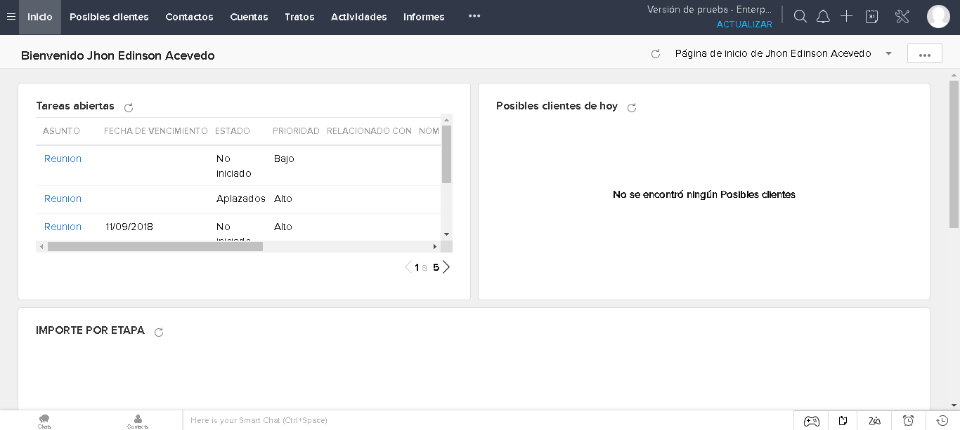 Inicio Posibles clientes Contactos Cuentas Tratos Actividades Informes
Versión de prueba - Enterp...
ACTUALIZAR
Bienvenido Jhon Edinson Acevedo
Página de inicio de Jhon Edinson Acevedo
Tareas abiertas
ASUNTO FECHA DE VENCIMIENTO ESTADO PRIORIDAD RELACIONADO CON NOM
Reunion No iniciado Bajo
Reunion Aplazados Alto
Reunion 11/09/2018 No iniciado Alto
1 a 5
Posibles clientes de hoy
No se encontró ningún Posibles clientes
IMPORTE POR ETAPA
Chats Contacts Here is your Smart Chat (Ctrl+Space)